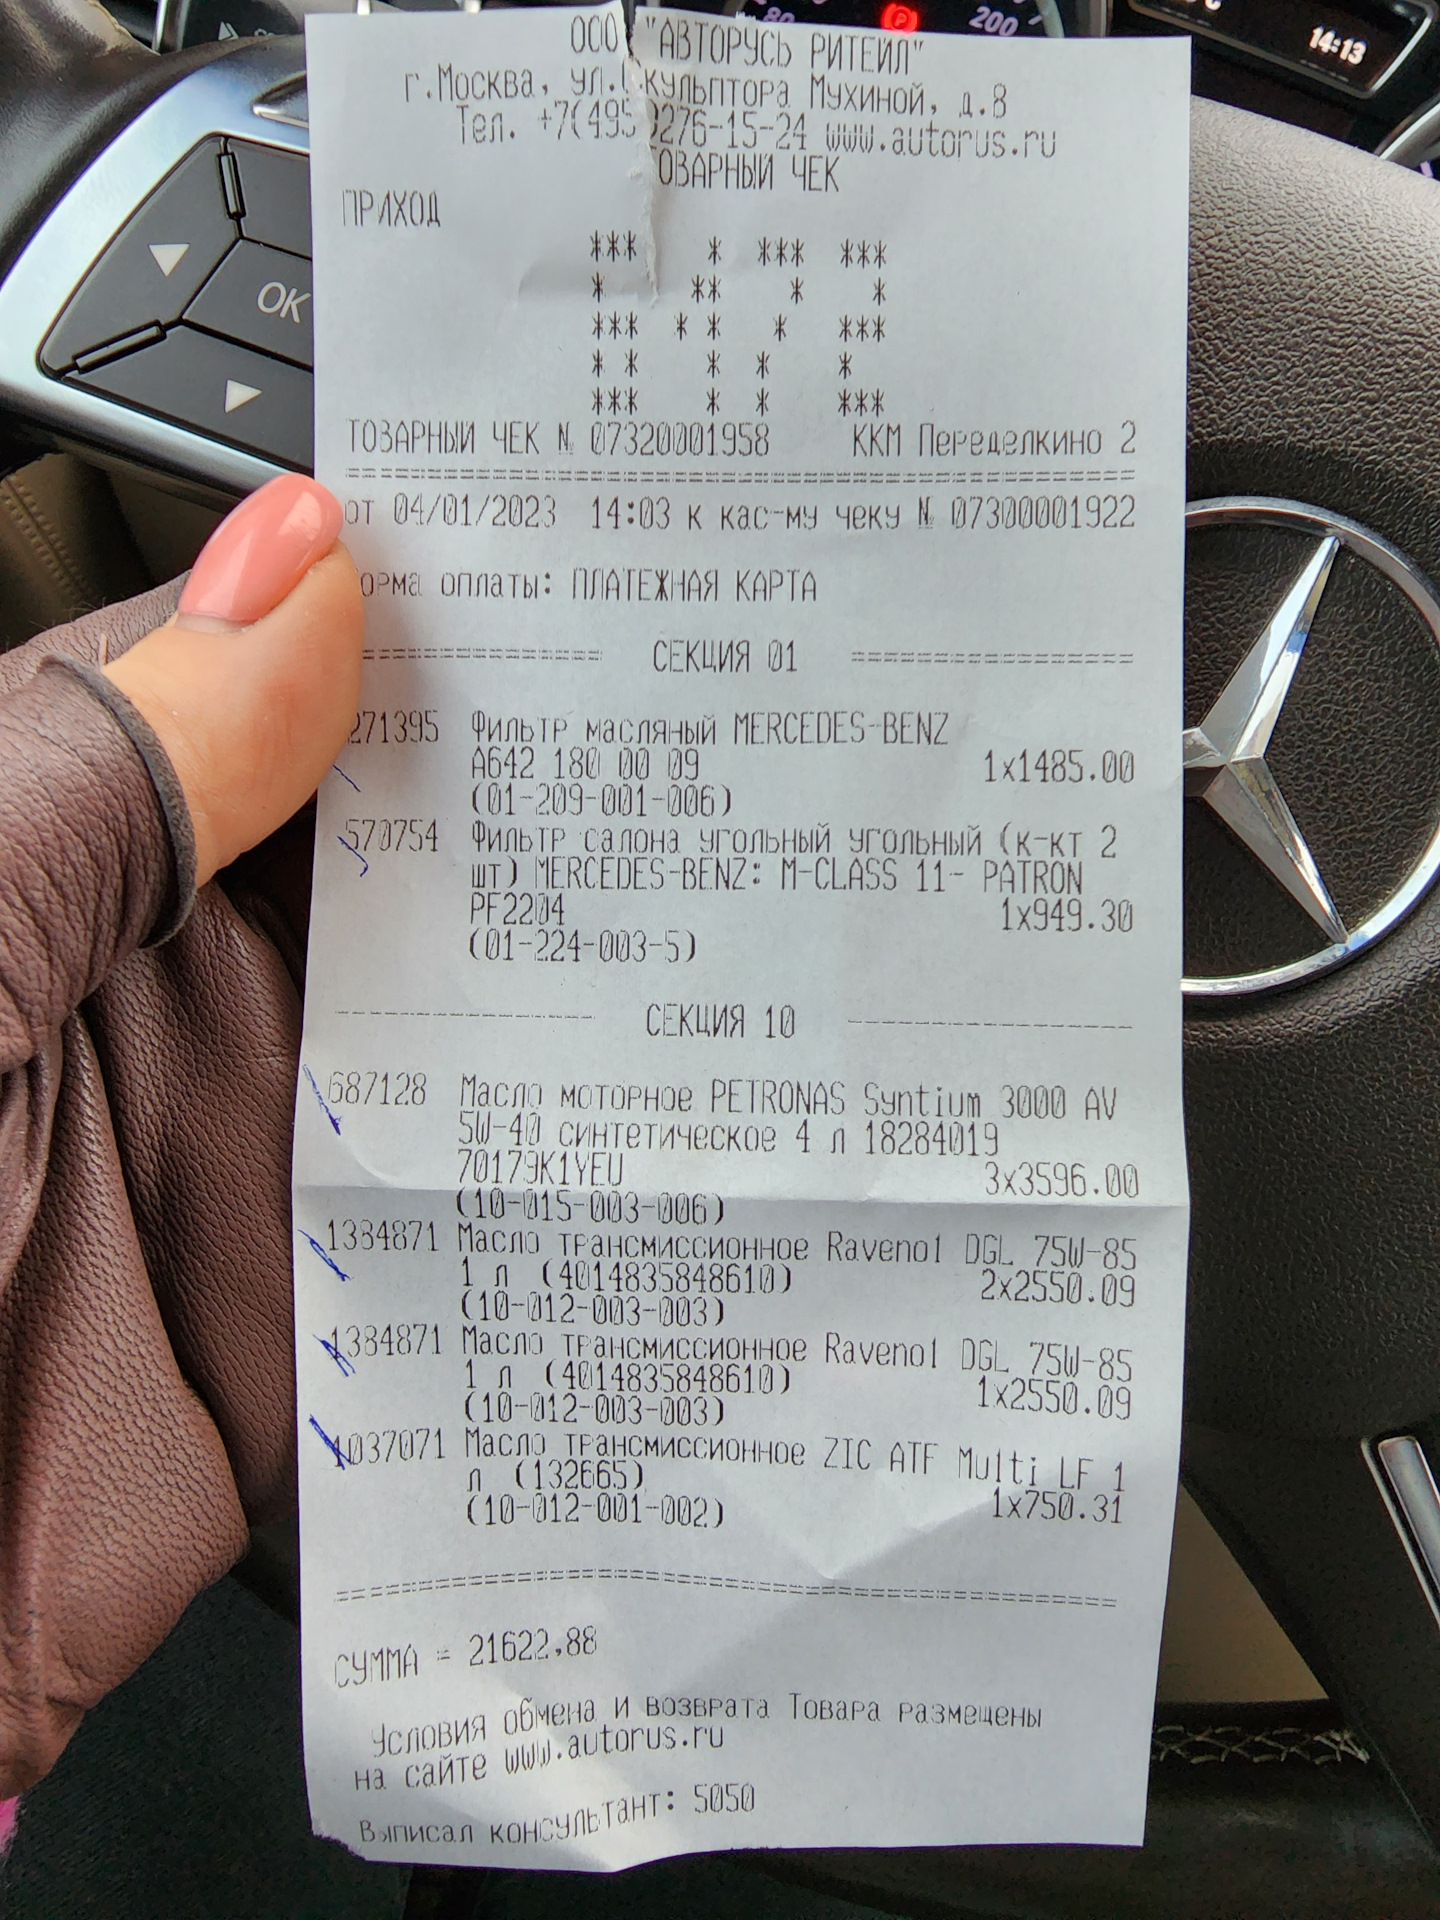 80
200
14:13
OK
ООО "АВТОРУСЬ РИТЕЙЛ"
г.Москва, ул.Скульптора Мухиной, д.8
Тел. +7(495)276-15-24 www.autorus.ru
ОВАРНЫЙ ЧЕК
ПРИХОД
*** * *** ***
* ** * *
*** * * * ***
* * * * *
*** * * ***
ТОВАРНЫЙ ЧЕК № 07320001958 ККМ Переделкино 2
от 04/01/2023 14:03 к кас-му чеку № 07300001922
орма оплаты: ПЛАТЕЖНАЯ КАРТА
СЕКЦИЯ 01
271395 Фильтр масляный MERCEDES-BENZ
A642 180 00 09 1x1485.00
(01-209-001-006)
570754 Фильтр салона угольный угольный (к-кт 2
шт) MERCEDES-BENZ: M-CLASS 11- PATRON
PF2204 1x949.30
(01-224-003-5)
СЕКЦИЯ 10
687128 Масло моторное PETRONAS Syntium 3000 AV
5W-40 синтетическое 4 л 18284019
70179K1YEU 3x3596.00
(10-015-003-006)
1384871 Масло трансмиссионное Ravenol DGL 75W-85
1 л (4014835848610) 2x2550.09
(10-012-003-003)
1384871 Масло трансмиссионное Ravenol DGL 75W-85
1 л (4014835848610) 1x2550.09
(10-012-003-003)
1037071 Масло трансмиссионное ZIC ATF Multi LF 1
л (132665) 1x750.31
(10-012-001-002)
СУММА = 21622,88
Условия обмена и возврата Товара размещены
на сайте www.autorus.ru
Выписал консультант: 5050